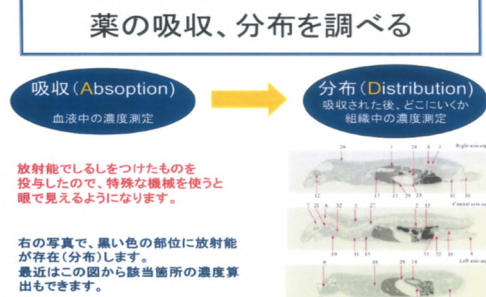 薬の吸収、分布を調べる
吸収(Absoption)
血液中の濃度測定
分布(Distribution)
吸収された後、どこにいくか
組織中の濃度測定
放射能でしるしをつけたものを
投与したので、特殊な機械を使うと
眼で見えるようになります。
右の写真で、黒い色の部位に放射能
が存在(分布)します。
最近はこの図から該当箇所の濃度算
出もできます。